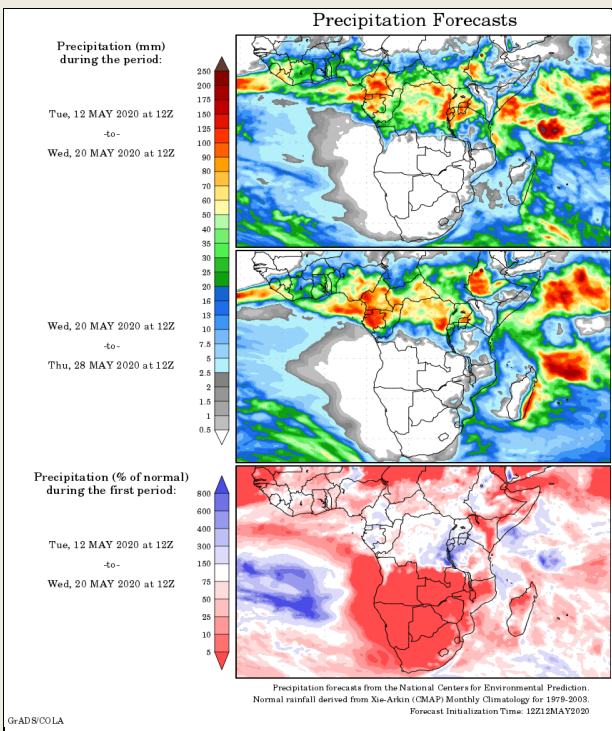 Precipitation Forecasts
Precipitation (mm)
during the period:
Tue, 12 MAY 2020 at 12Z
-to-
Wed, 20 MAY 2020 at 12Z
250
200
175
150
125
100
90
80
70
60
50
40
35
30
25
20
16
13
10
7.5
5
2.5
2
1.5
1
0.5
Wed, 20 MAY 2020 at 12Z
-to-
Thu, 28 MAY 2020 at 12Z
Precipitation (% of normal)
during the first period:
Tue, 12 MAY 2020 at 12Z
-to-
Wed, 20 MAY 2020 at 12Z
800
600
400
300
150
75
50
25
10
5
Precipitation forecasts from the National Centers for Environmental Prediction.
Normal rainfall derived from Xie-Arkin (CMAP) Monthly Climatology for 1979-2003.
Forecast Initialization Time: 12Z12MAY2020
GrADS/COLA